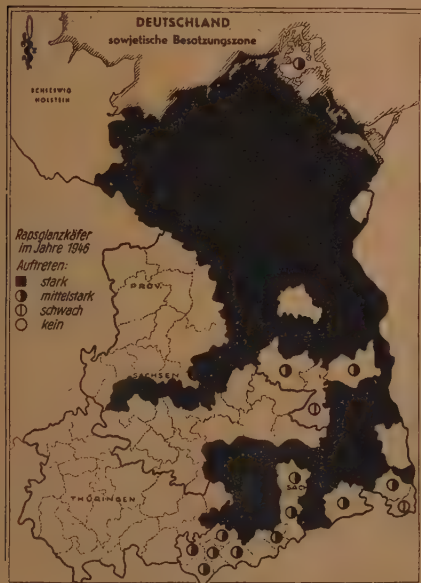 DEUTSCHLAND
sowjetische Besatzungszone
SCHLESWIG
HOLSTEIN
Rapsglanzkäfer
im Jahre 1946
Auftreten:
stark
mittelstark
schwach
kein
PROV.
SACHSEN
THÜRINGEN